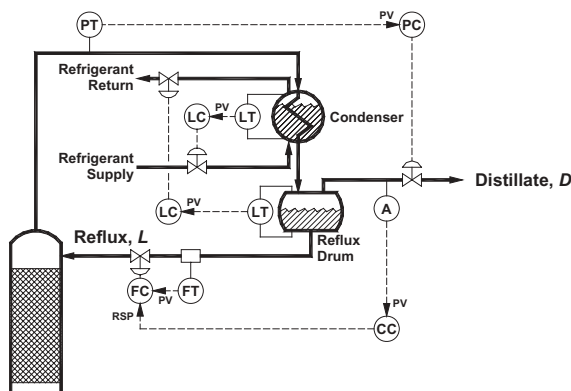 PT
PV
PC
Refrigerant
Return
LC
PV
LT
Condenser
Refrigerant
Supply
LC
PV
LT
Distillate, D
A
Reflux, L
Reflux
Drum
FC
PV
FT
PV
RSP
CC